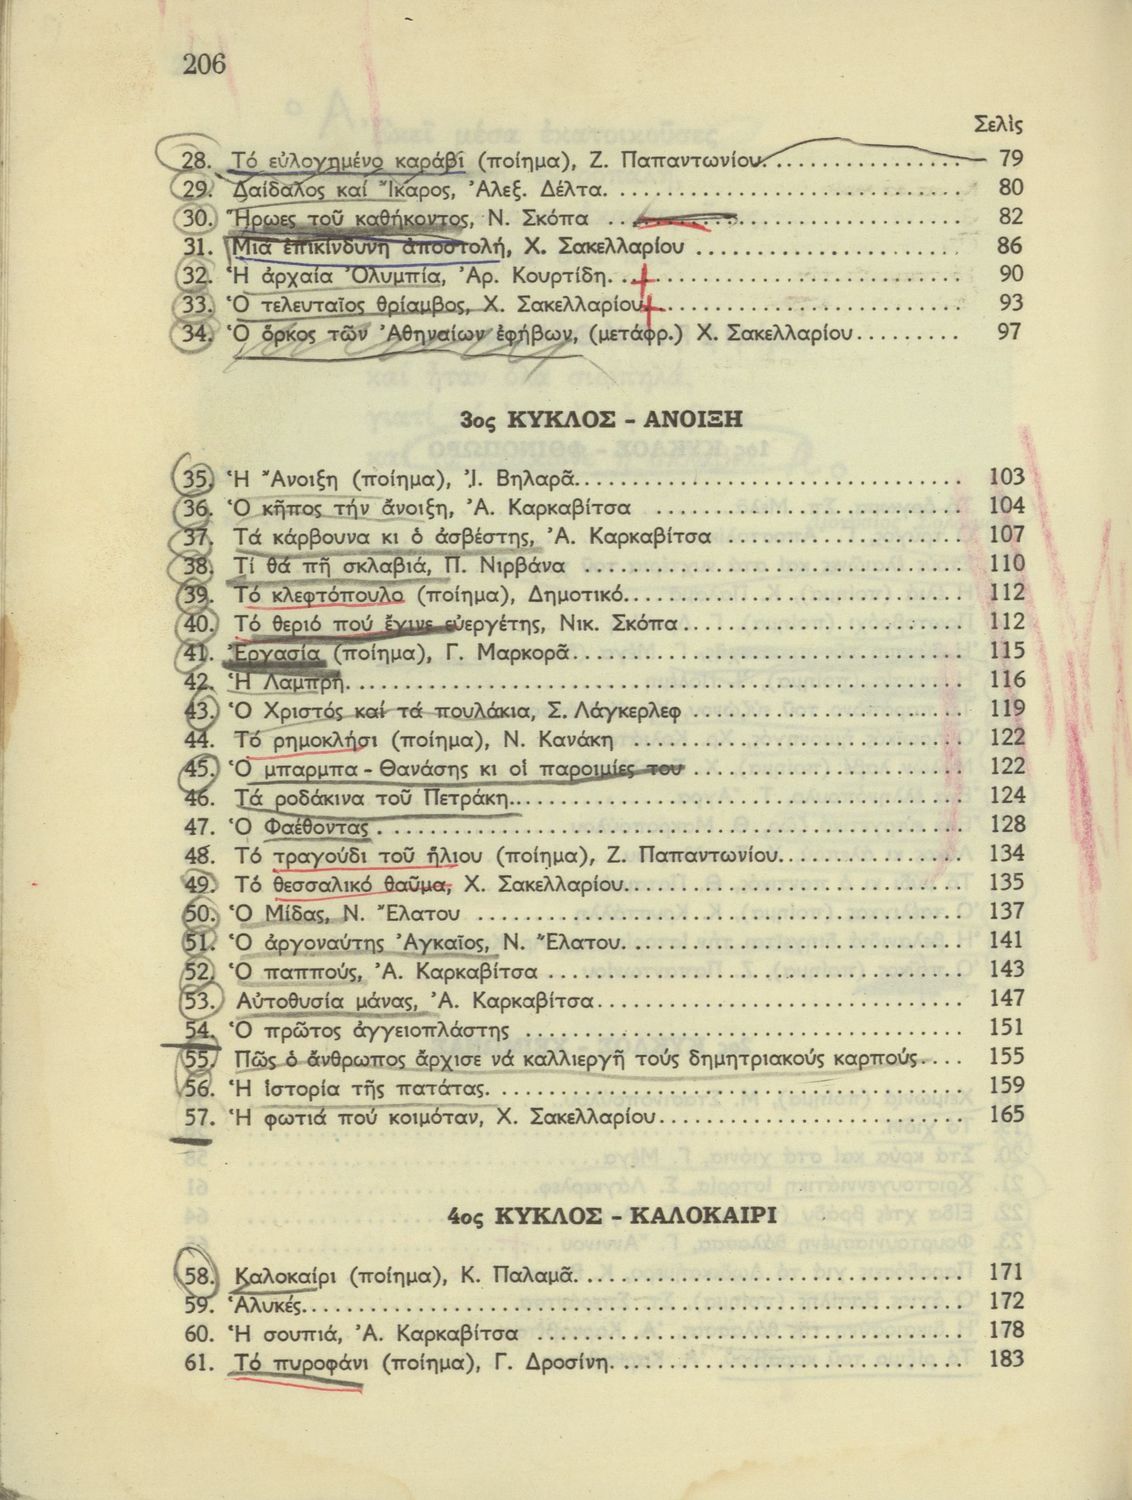 206
Σελὶς
28. Τό εὐλογημένο καράβι (ποίημα), Ζ. Παπαντωνίου. 79
29. Δαίδαλος καί Ἴκαρος, Ἀλεξ. Δέλτα. 80
30. Ἥρωες τοῦ καθήκοντος, Ν. Σκόπα 82
31. Μιά ἐπικίνδυνη ἀποστολή, Χ. Σακελλαρίου 86
32. Ἡ ἀρχαία Ὀλυμπία, Ἀρ. Κουρτίδη. 90
33. Ὁ τελευταῖος θρίαμβος, Χ. Σακελλαρίου 93
34. Ὁ ὅρκος τῶν Ἀθηναίων ἐφήβων, (μετάφρ.) Χ. Σακελλαρίου. 97
3ος ΚΥΚΛΟΣ - ΑΝΟΙΞΗ
35. Ἡ Ἄνοιξη (ποίημα), Ἰ. Βηλαρᾶ. 103
36. Ὁ κῆπος τήν ἄνοιξη, Ἀ. Καρκαβίτσα 104
37. Τά κάρβουνα κι ὁ ἀσβέστης, Ἀ. Καρκαβίτσα 107
38. Τί θά πῆ σκλαβιά, Π. Νιρβάνα 110
39. Τό κλεφτόπουλο (ποίημα), Δημοτικό. 112
40. Τό θεριό πού ἔγινε εὐεργέτης, Νικ. Σκόπα 112
41. Ἐργασία (ποίημα), Γ. Μαρκορᾶ. 115
42. Ἡ Λαμπρή. 116
43. Ὁ Χριστός καί τά πουλάκια, Σ. Λάγκερλεφ 119
44. Τό ρημοκλήσι (ποίημα), Ν. Κανάκη 122
45. Ὁ μπαρμπα - Θανάσης κι οἱ παροιμίες του 122
46. Τά ροδάκινα τοῦ Πετράκη. 124
47. Ὁ Φαέθοντας 128
48. Τό τραγούδι τοῦ ἥλιου (ποίημα), Ζ. Παπαντωνίου. 134
49. Τό θεσσαλικό θαῦμα, Χ. Σακελλαρίου. 135
50. Ὁ Μίδας, Ν. Ἔλατου 137
51. Ὁ ἀργοναύτης Ἀγκαῖος, Ν. Ἔλατου. 141
52. Ὁ παππούς, Ἀ. Καρκαβίτσα 143
53. Αὐτοθυσία μάνας, Ἀ. Καρκαβίτσα. 147
54. Ὁ πρῶτος ἀγγειοπλάστης 151
55. Πῶς ὁ ἄνθρωπος ἄρχισε νά καλλιεργῆ τούς δημητριακούς καρπούς. 155
56. Ἡ ἱστορία τῆς πατάτας. 159
57. Ἡ φωτιά πού κοιμόταν, Χ. Σακελλαρίου. 165
4ος ΚΥΚΛΟΣ - ΚΑΛΟΚΑΙΡΙ
58. Καλοκαίρι (ποίημα), Κ. Παλαμᾶ. 171
59. Ἁλυκές. 172
60. Ἡ σουπιά, Ἀ. Καρκαβίτσα 178
61. Τό πυροφάνι (ποίημα), Γ. Δροσίνη. 183